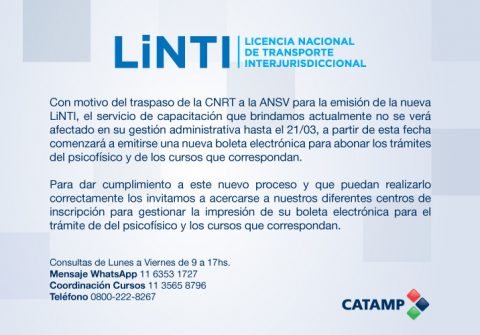 LiNTI
LICENCIA NACIONAL
DE TRANSPORTE
INTERJURISDICCIONAL
Con motivo del traspaso de la CNRT a la ANSV para la emisión de la nueva
LiNTI, el servicio de capacitación que brindamos actualmente no se verá
afectado en su gestión administrativa hasta el 21/03, a partir de esta fecha
comenzará a emitirse una nueva boleta electrónica para abonar los trámites
del psicofísico y de los cursos que correspondan.
Para dar cumplimiento a este nuevo proceso y que puedan realizarlo
correctamente los invitamos a acercarse a nuestros diferentes centros de
inscripción para gestionar la impresión de su boleta electrónica para el
trámite de del psicofísico y los cursos que correspondan.
Consultas de Lunes a Viernes de 9 a 17hs.
Mensaje WhatsApp 11 6353 1727
Coordinación Cursos 11 3565 8796
Teléfono 0800-222-8267
CATAMP